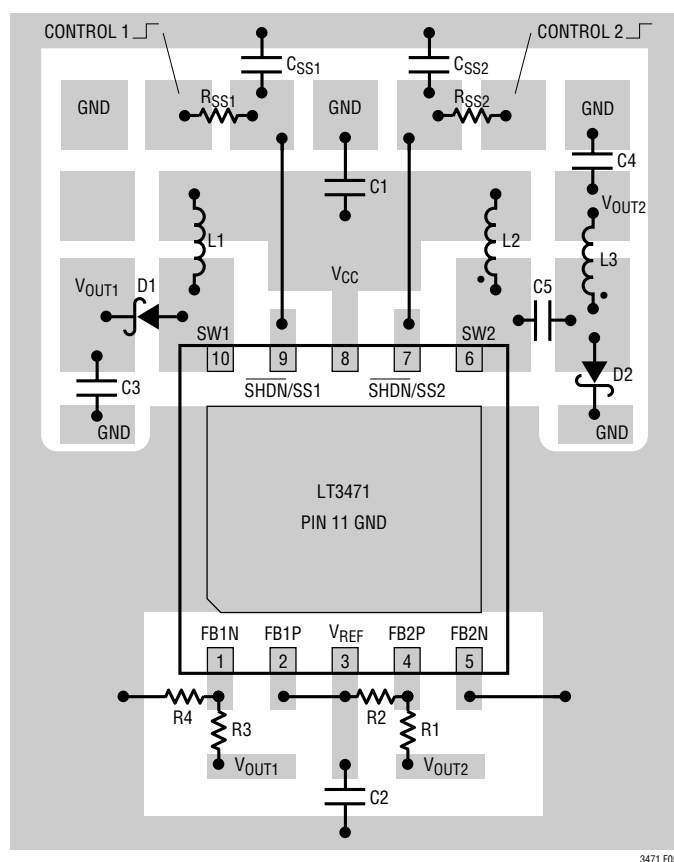 CONTROL 1
CONTROL 2
CSS1
CSS2
RSS1
RSS2
GND
GND
GND
C1
C4
VOUT2
L1
L2
L3
VCC
VOUT1
D1
C5
SW1
SW2
10
9
8
7
6
SHDN/SS1
SHDN/SS2
D2
C3
GND
GND
LT3471
PIN 11 GND
FB1N
FB1P
VREF
FB2P
FB2N
1
2
3
4
5
R4
R3
R2
R1
VOUT1
VOUT2
C2